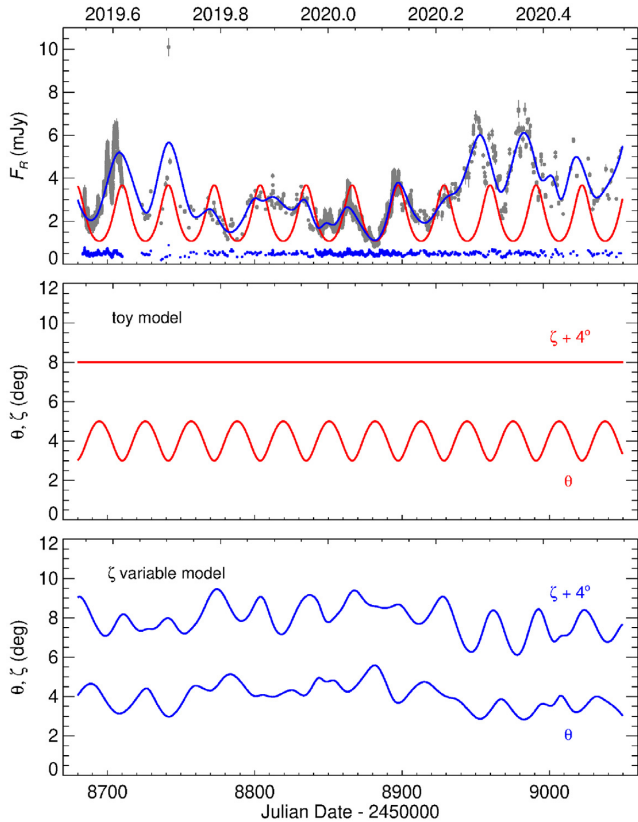 2019.6 2019.8 2020.0 2020.2 2020.4
10
8
6
4
2
0
F_R (mJy)
12
10
8
6
4
2
0
θ, ζ (deg)
toy model
ζ + 4°
θ
12
10
8
6
4
2
0
θ, ζ (deg)
ζ variable model
ζ + 4°
θ
8700 8800 8900 9000
Julian Date - 2450000